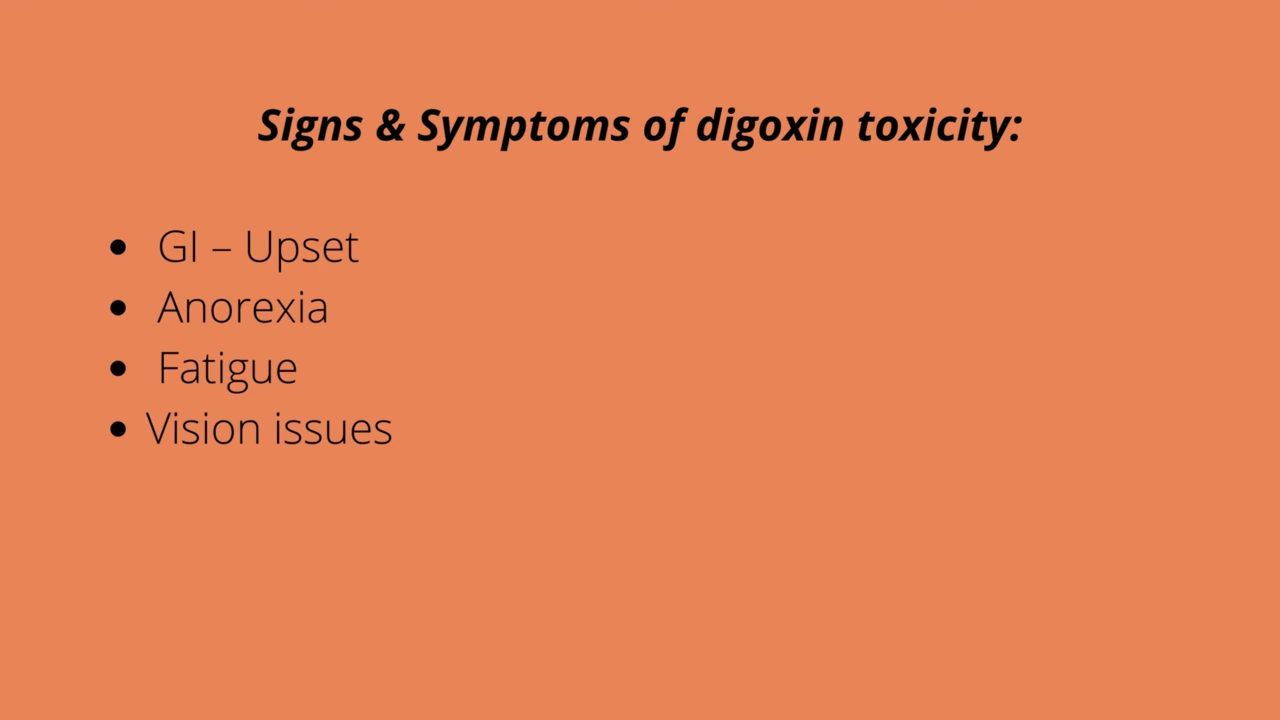 Signs & Symptoms of digoxin toxicity:
• GI – Upset
• Anorexia
• Fatigue
• Vision issues